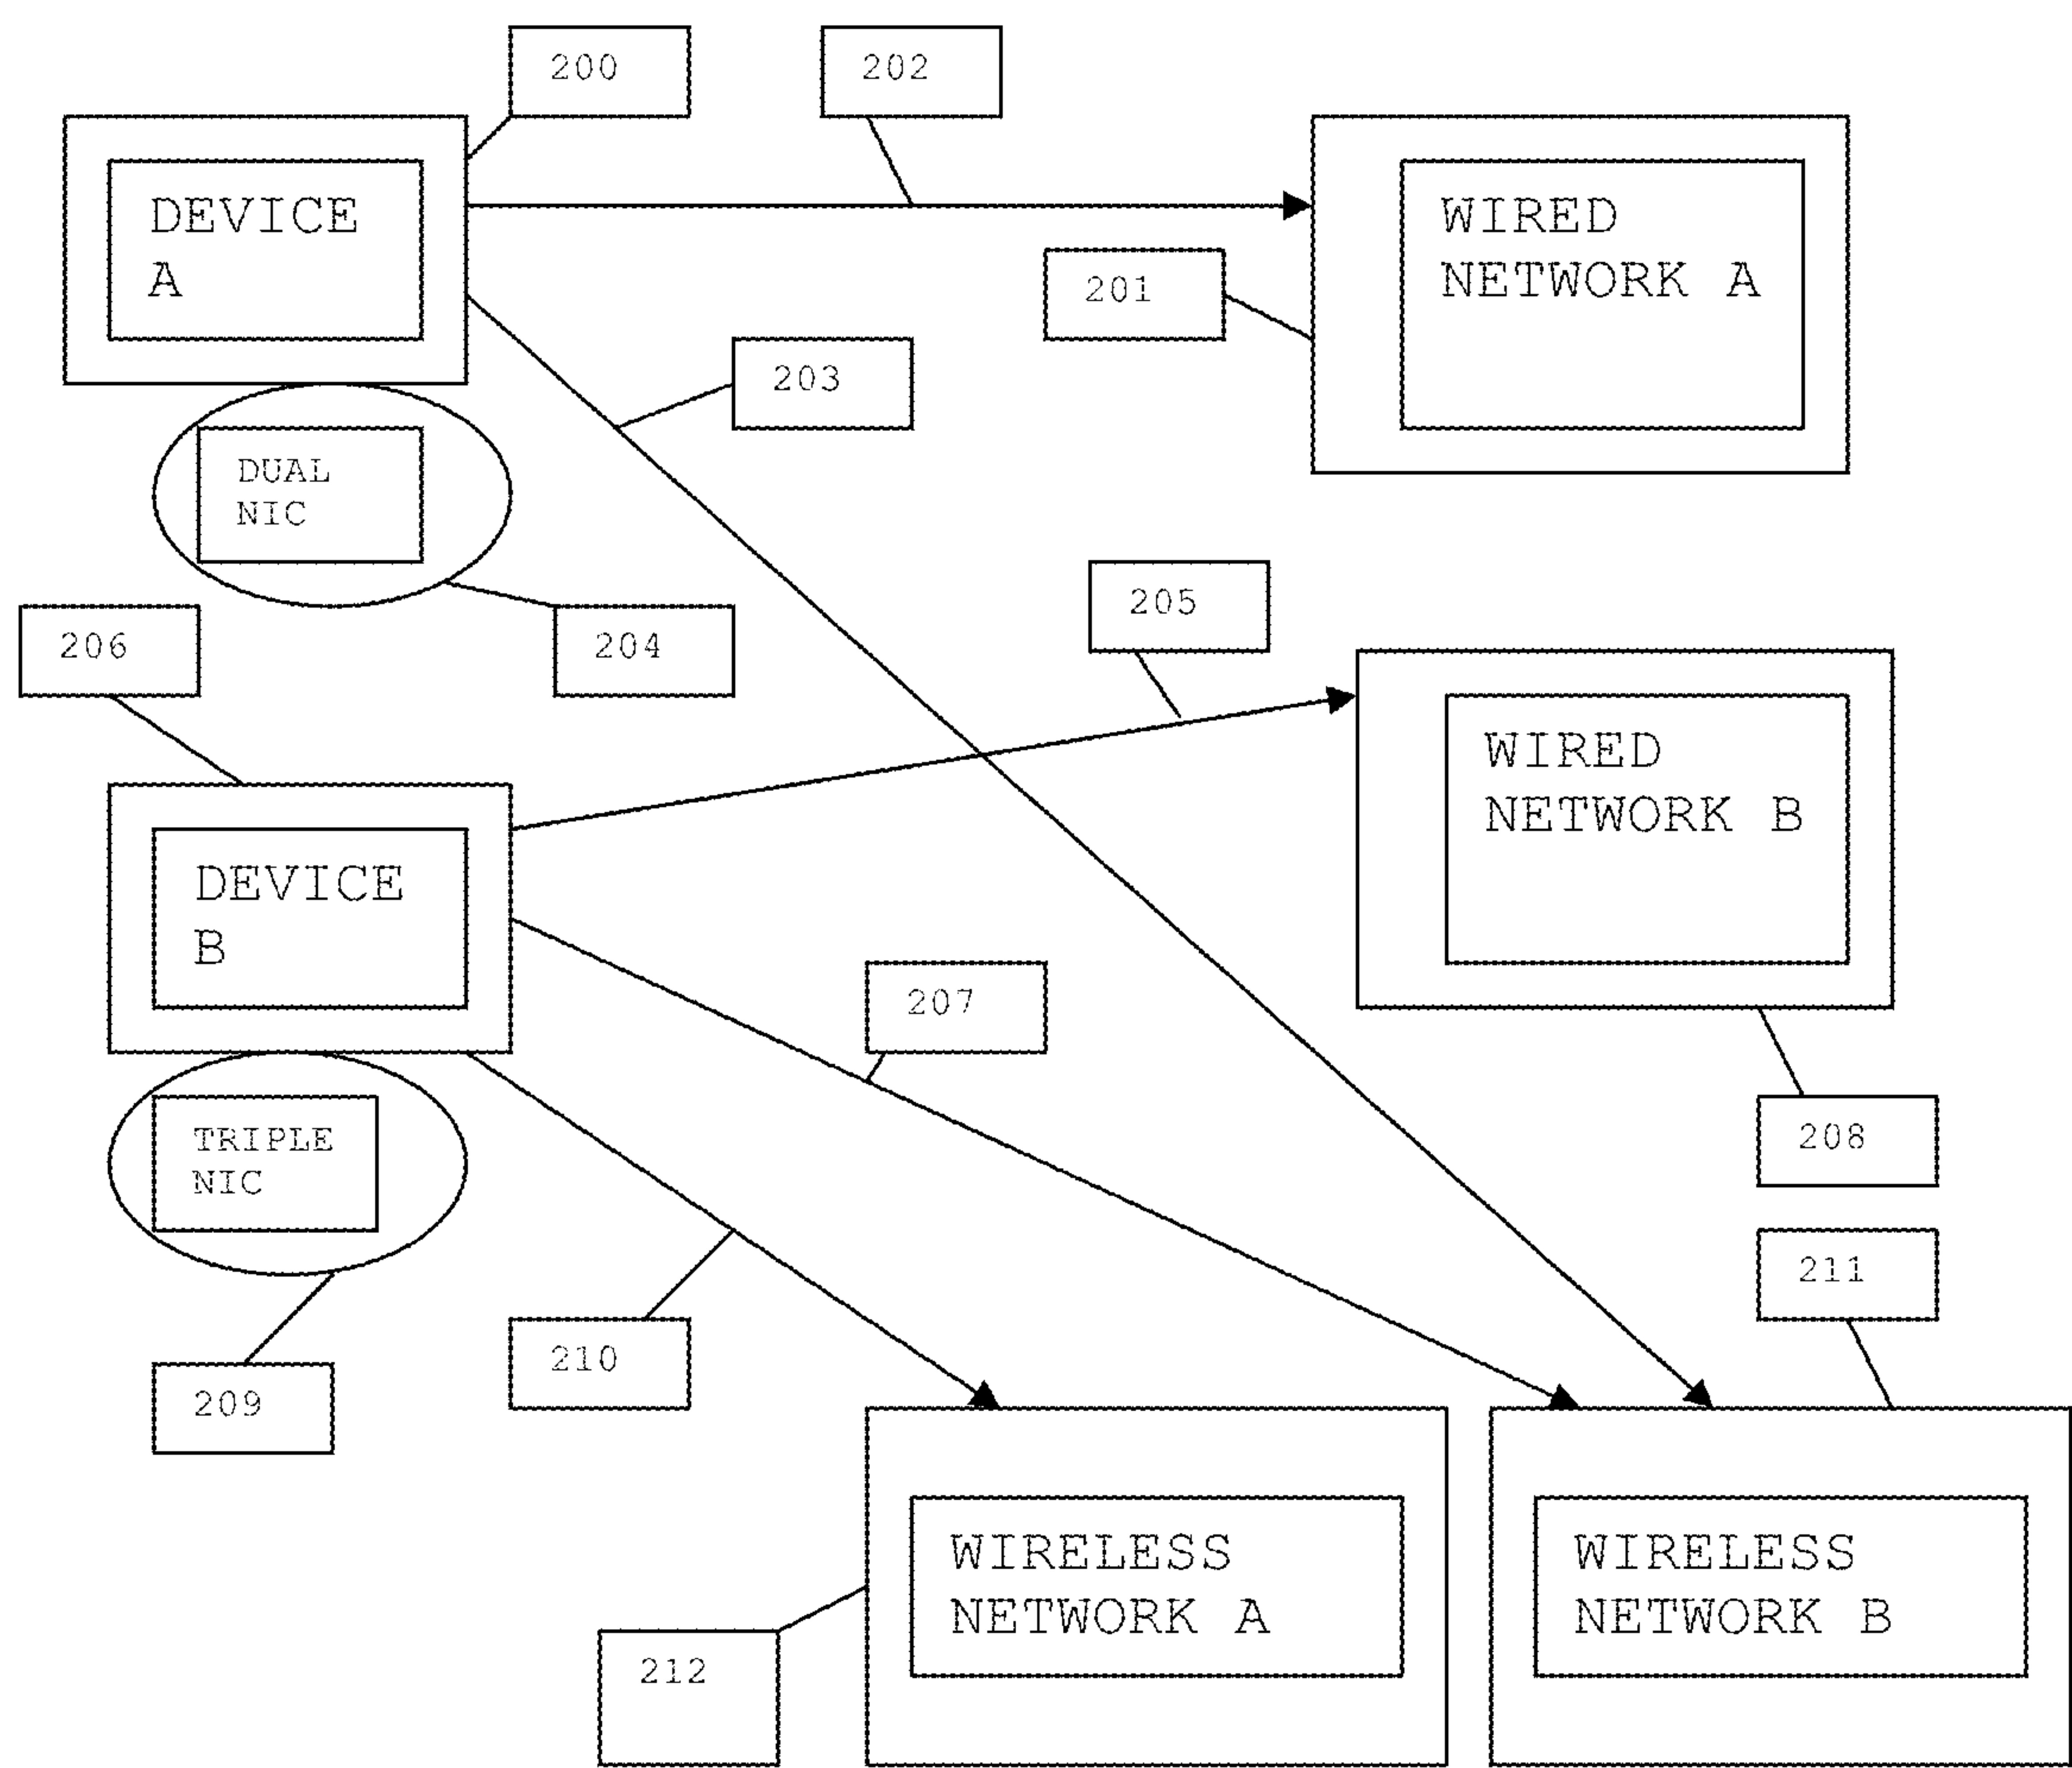 200
202
DEVICE
A
WIRED
NETWORK A
201
203
DUAL
NIC
205
206
204
WIRED
NETWORK B
DEVICE
B
207
TRIPLE
NIC
208
211
210
209
WIRELESS
NETWORK A
WIRELESS
NETWORK B
212